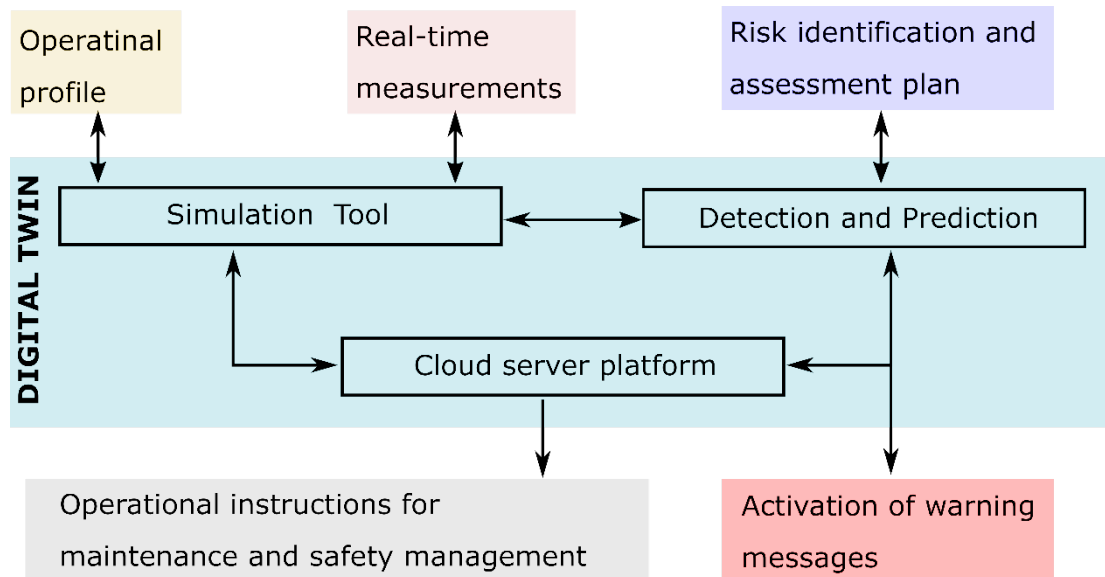 Operatinal
profile
Real-time
measurements
Risk identification and
assessment plan
DIGITAL TWIN
Simulation Tool
Detection and Prediction
Cloud server platform
Operational instructions for
maintenance and safety management
Activation of warning
messages